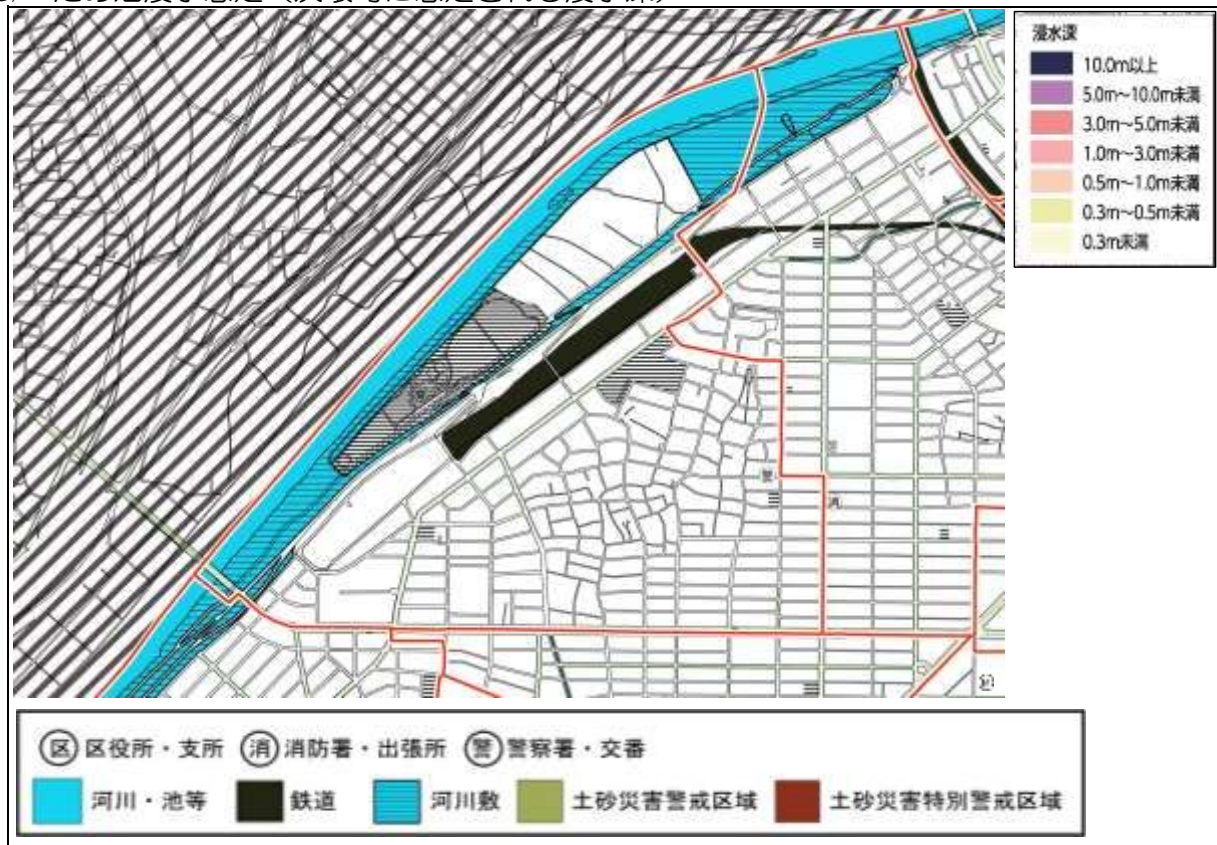 浸水深
10.0m以上
5.0m～10.0m未満
3.0m～5.0m未満
1.0m～3.0m未満
0.5m～1.0m未満
0.3m～0.5m未満
0.3m未満
警
消
区 区役所・支所 消 消防署・出張所 警 警察署・交番
河川・池等 鉄道 河川敷 土砂災害警戒区域 土砂災害特別警戒区域